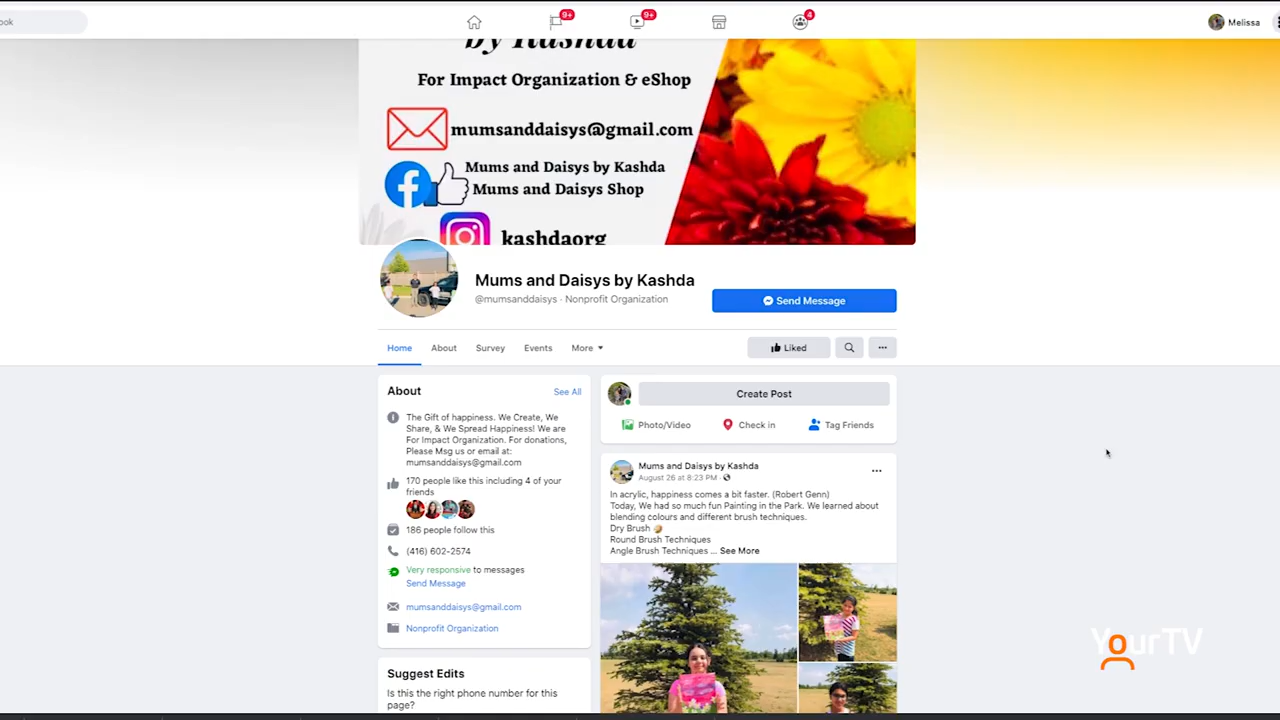 ook
9+
9+
4
Melissa
by Kashda
For Impact Organization & eShop
mumsanddaisys@gmail.com
Mums and Daisys by Kashda
Mums and Daisys Shop
kashdaorg
Mums and Daisys by Kashda
@mumsanddaisys · Nonprofit Organization
Send Message
Home
About
Survey
Events
More
Liked
About
See All
The Gift of happiness. We Create, We
Share, & We Spread Happiness! We are
For Impact Organization. For donations,
Please Msg us or email at:
mumsanddaisys@gmail.com
170 people like this including 4 of your
friends
186 people follow this
(416) 602-2574
Very responsive to messages
Send Message
mumsanddaisys@gmail.com
Nonprofit Organization
Suggest Edits
Is this the right phone number for this
page?
Create Post
Photo/Video
Check in
Tag Friends
Mums and Daisys by Kashda
August 26 at 8:23 PM ·
In acrylic, happiness comes a bit faster. (Robert Genn)
Today, We had so much fun Painting in the Park. We learned about
blending colours and different brush techniques.
Dry Brush
Round Brush Techniques
Angle Brush Techniques ... See More
YourTV